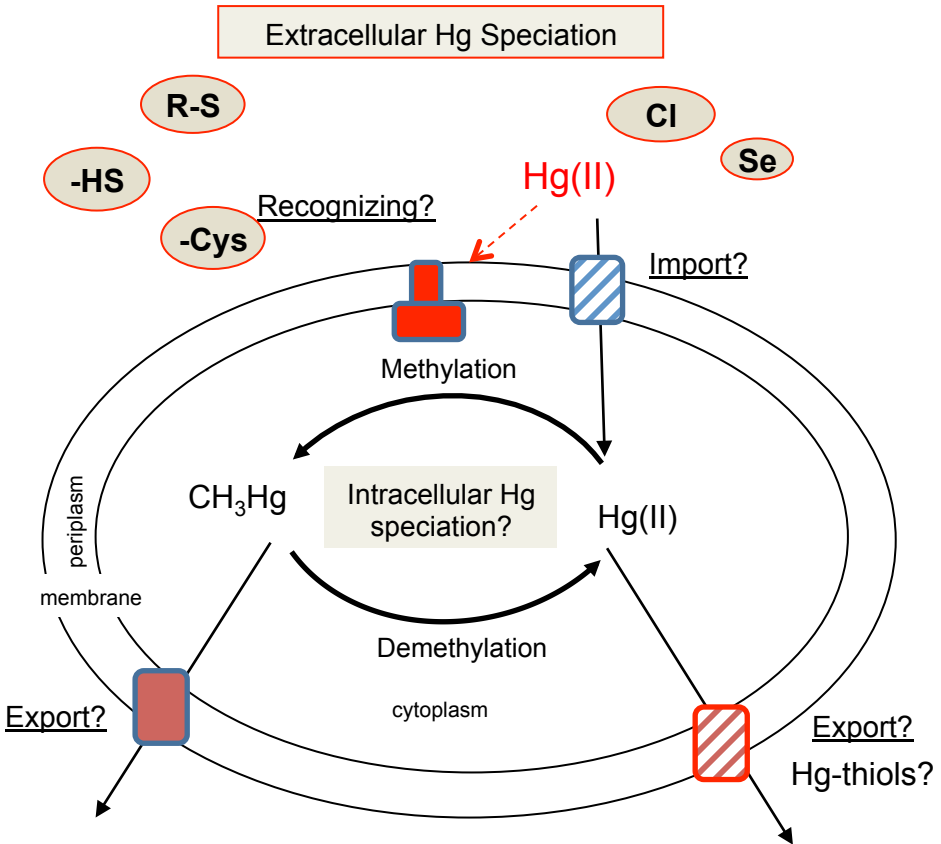 Extracellular Hg Speciation
R-S
Cl
Se
-HS
Hg(II)
Recognizing?
-Cys
Import?
Methylation
CH₃Hg
Intracellular Hg
speciation?
Hg(II)
periplasm
membrane
Demethylation
cytoplasm
Export?
Export?
Hg-thiols?